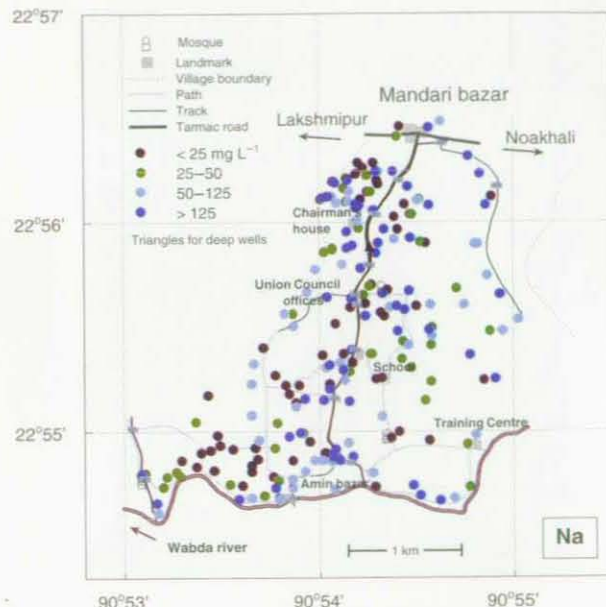 22°57'
Mosque
Landmark
Village boundary
Path
Track
Tarmac road
< 25 mg L⁻¹
25–50
50–125
> 125
Triangles for deep wells
Mandari bazar
Lakshmipur
Noakhali
22°56'
Chairman's
house
Union Council
offices
School
22°55'
Training Centre
Amin bazar
Wabda river
1 km
Na
90°53'
90°54'
90°55'